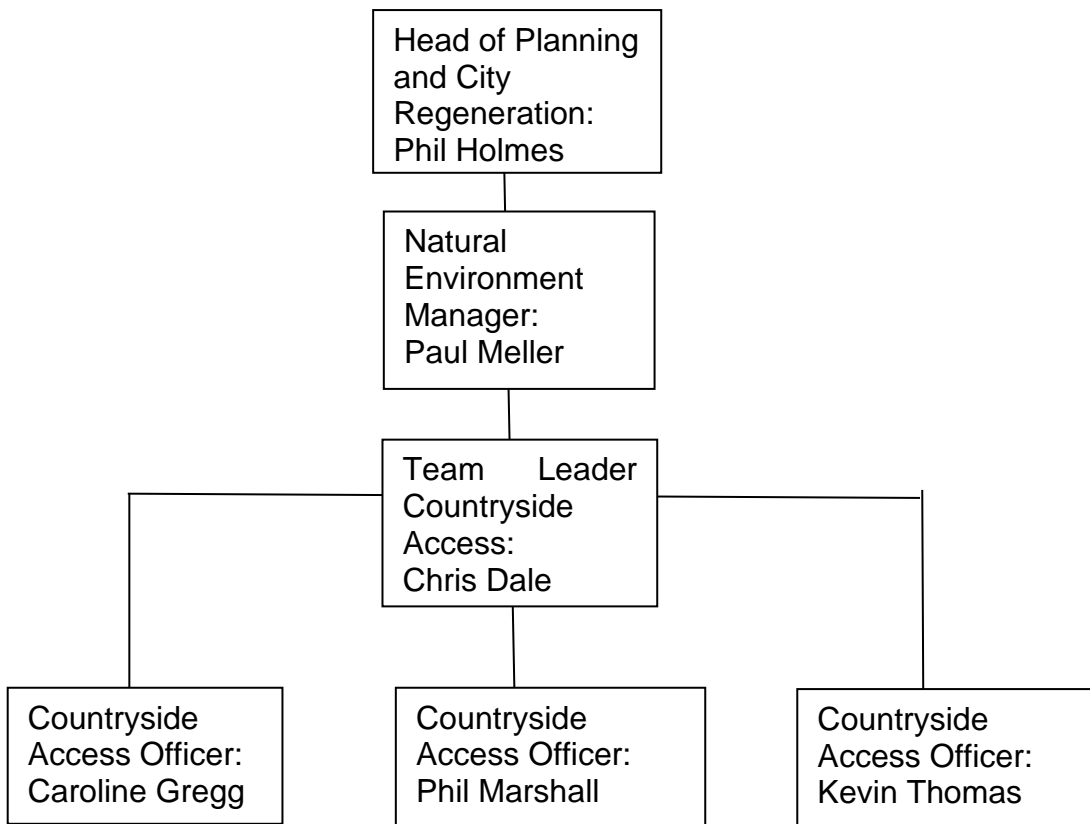 Head of Planning
and City
Regeneration:
Phil Holmes
Natural
Environment
Manager:
Paul Meller
Team Leader
Countryside
Access:
Chris Dale
Countryside
Access Officer:
Caroline Gregg
Countryside
Access Officer:
Phil Marshall
Countryside
Access Officer:
Kevin Thomas